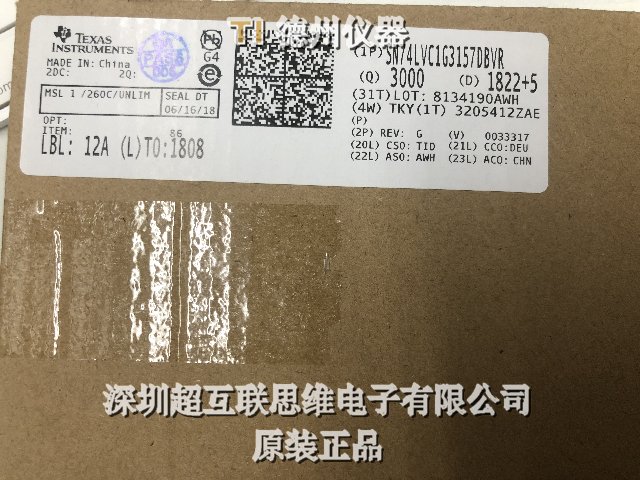 TI 德州仪器
TEXAS
INSTRUMENTS
MADE IN: China
2DC: 2Q:
G4
MSL 1 /260C/UNLIM
SEAL DT
06/16/18
OPT:
ITEM:
86
LBL: 12A (L)TO:1808
(1P) SN74LVC1G3157DBVR
(Q) 3000 (D) 1822+5
(31T)LOT: 8134190AWH
(4W) TKY(1T) 3205412ZAE
(P)
(2P) REV: G (V) 0033317
(20L) CSO: TID (21L) CCO:DEU
(22L) ASO: AWH (23L) ACO: CHN
深圳超互联思维电子有限公司
原装正品